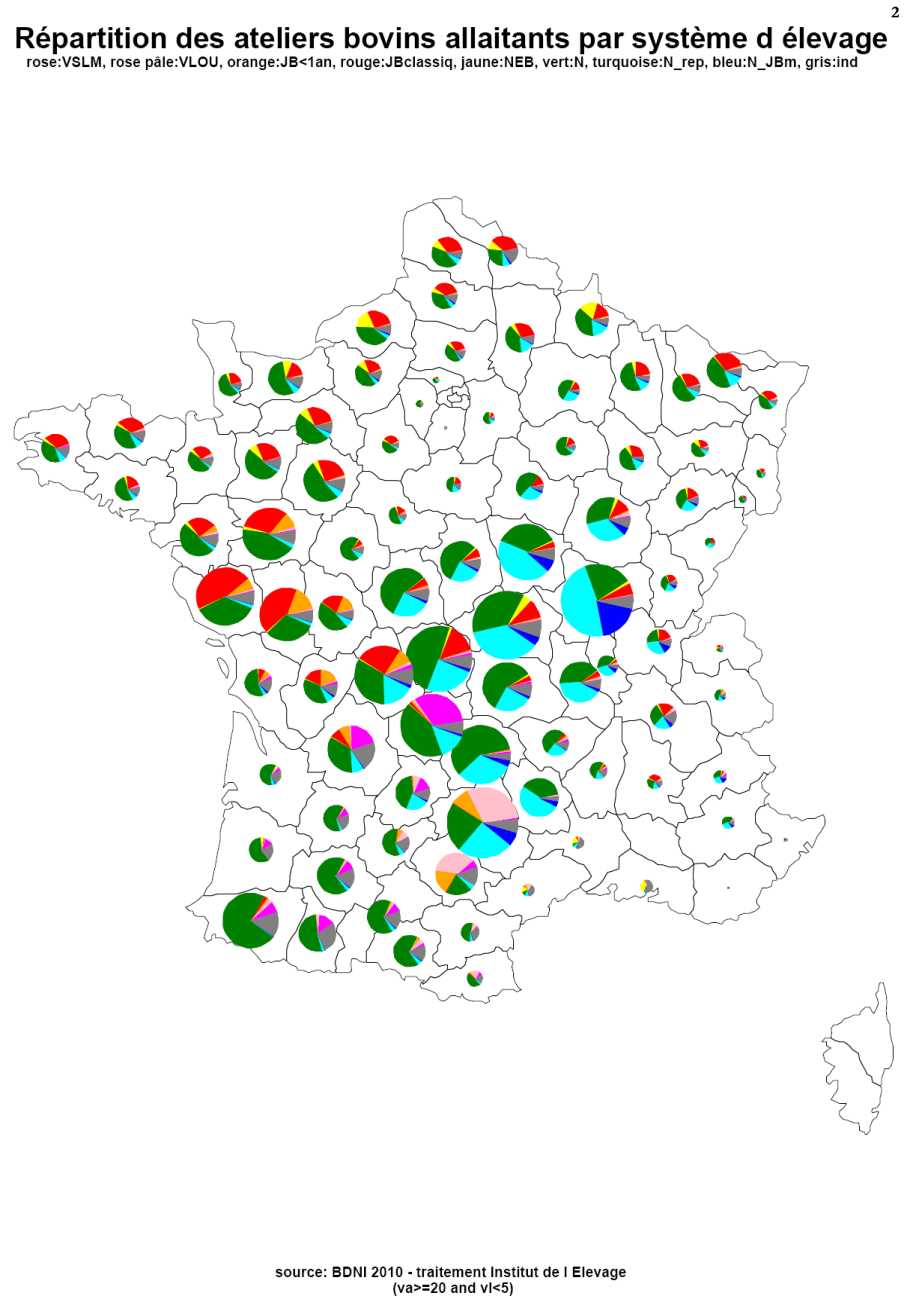 2
Répartition des ateliers bovins allaitants par système d élevage
rose:VSLM, rose pâle:VLOU, orange:JB<1an, rouge:JBclassiq, jaune:NEB, vert:N, turquoise:N_rep, bleu:N_JBm, gris:ind
source: BDNI 2010 - traitement Institut de l Elevage
(va>=20 and vl<5)